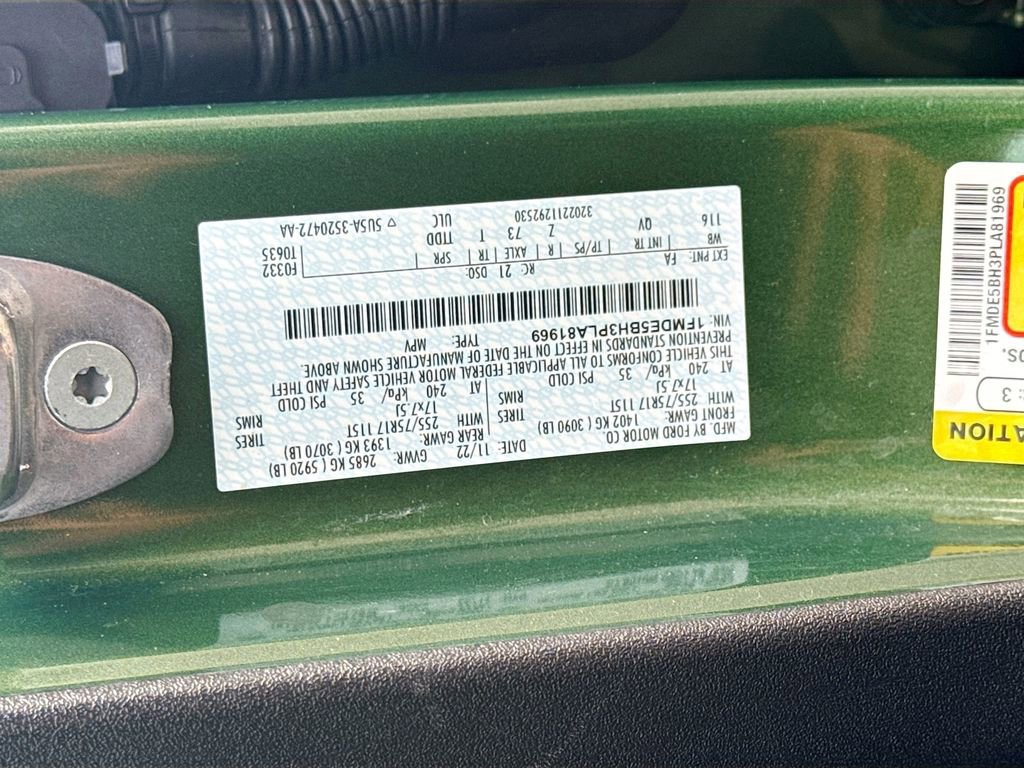 MFD. BY FORD MOTOR CO
DATE: 11/22 GVWR: 2685 KG ( 5920 LB)
FRONT GAWR: 1402 KG ( 3090 LB) REAR GAWR: 1393 KG ( 3070 LB)
WITH 255/75R17 115T TIRES WITH 255/75R17 115T TIRES
17x7.5J RIMS 17x7.5J RIMS
AT 240 kPa/ 35 PSI COLD AT 240 kPa/ 35 PSI COLD
THIS VEHICLE CONFORMS TO ALL APPLICABLE FEDERAL MOTOR VEHICLE SAFETY AND THEFT
PREVENTION STANDARDS IN EFFECT ON THE DATE OF MANUFACTURE SHOWN ABOVE.
VIN: 1FMDE5BH3PLA81969 TYPE: MPV
EXT PNT: FA RC: 21 DSO: F0332
WB INT TR TP/PS R AXLE TR SPR T0635
116 QV Z 73 T TTDD
3202211292530 ULC ▽ 5U5A-3520472-AA
ATION
: 3
DS.
1FMDE5BH3PLA81969